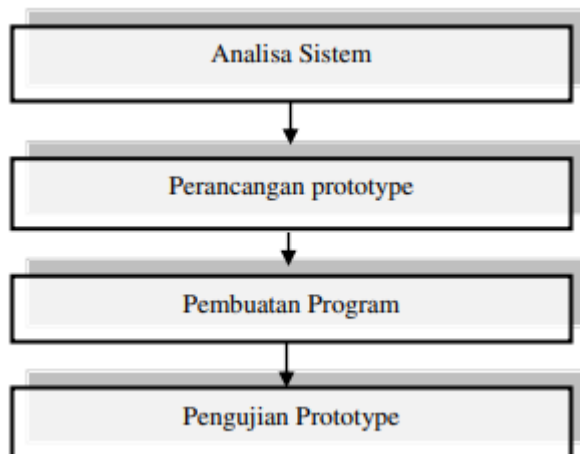 Analisa Sistem
Perancangan prototype
Pembuatan Program
Pengujian Prototype